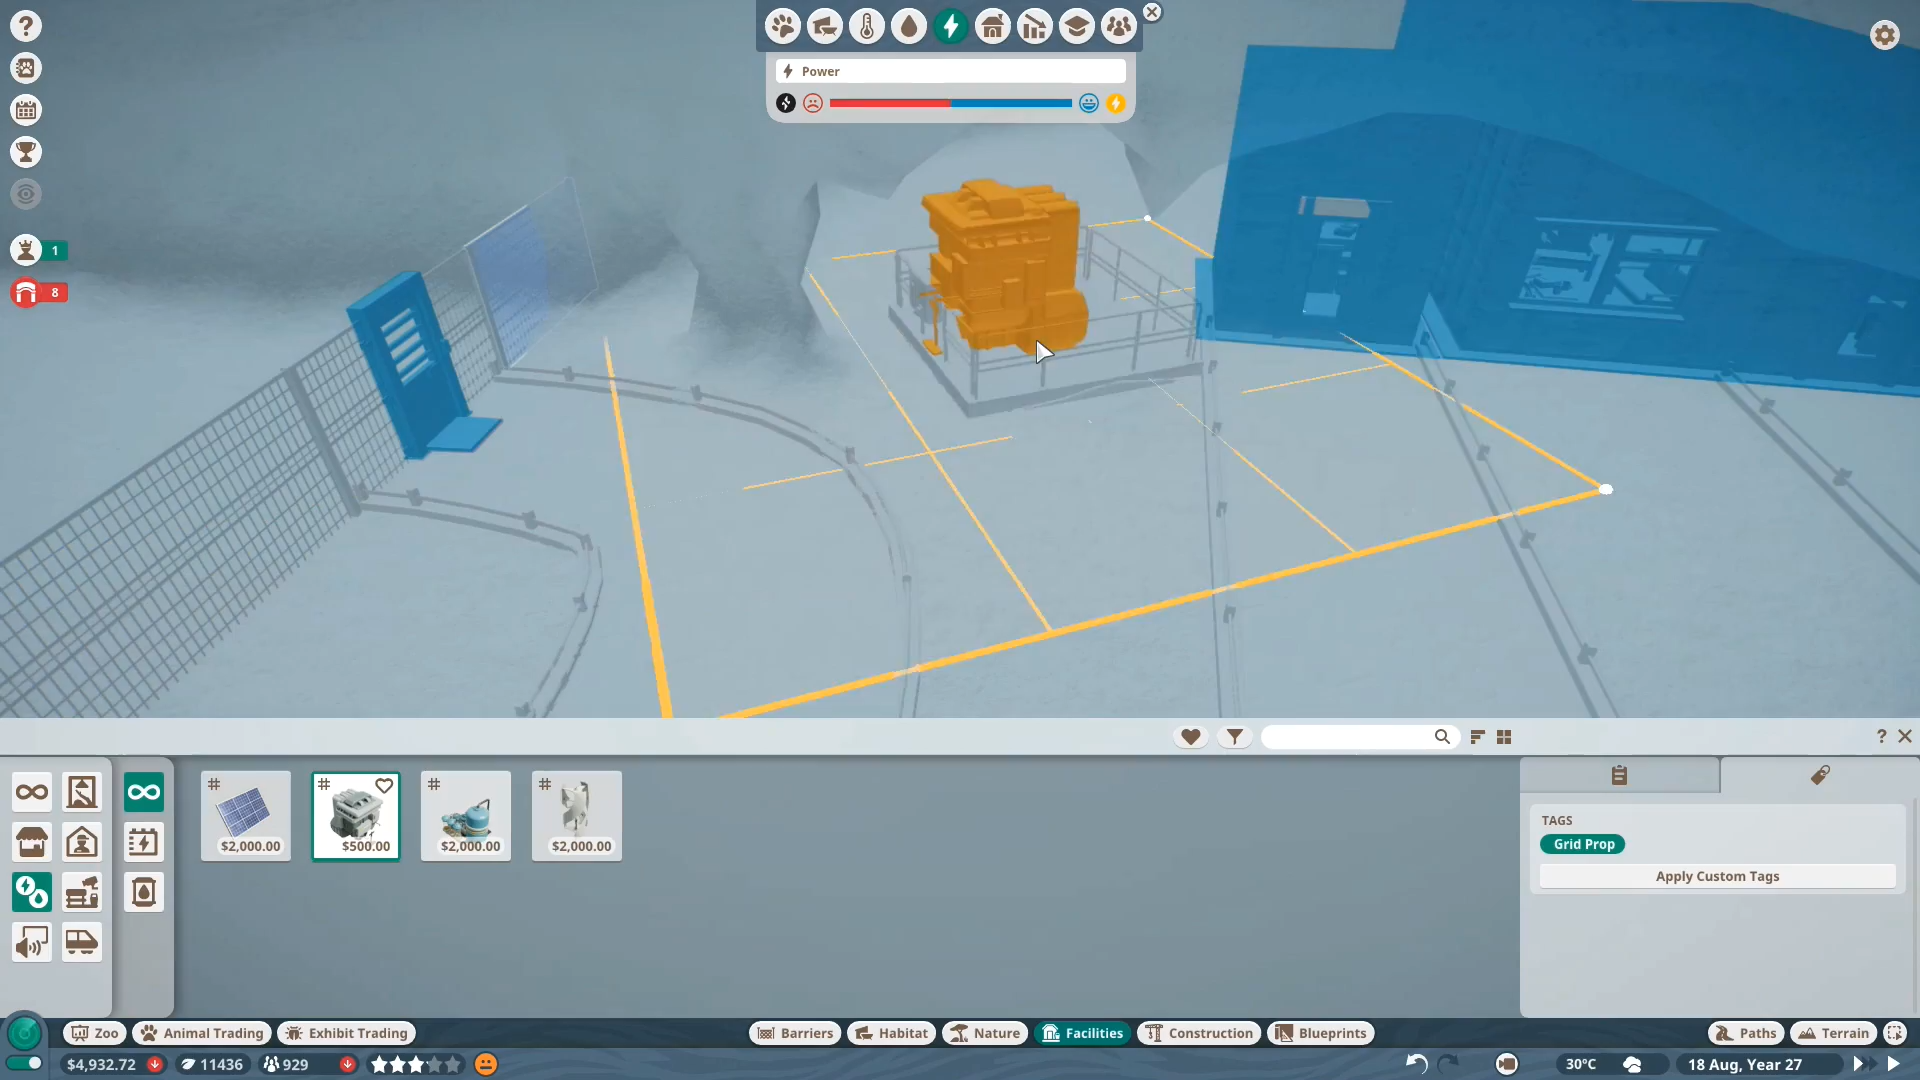 Power
1
8
$2,000.00
$500.00
$2,000.00
$2,000.00
TAGS
Grid Prop
Apply Custom Tags
Zoo
Animal Trading
Exhibit Trading
Barriers
Habitat
Nature
Facilities
Construction
Blueprints
Paths
Terrain
$4,932.72
11436
929
30°C
18 Aug, Year 27